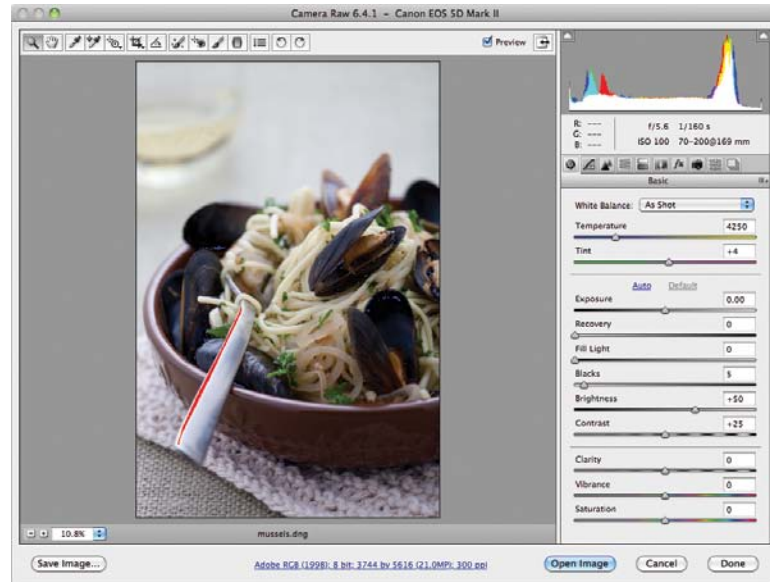 Camera Raw 6.4.1 – Canon EOS 5D Mark II
Preview
R: ---
G: ---
B: ---
f/5.6 1/160 s
ISO 100 70-200@169 mm
Basic
White Balance: As Shot
Temperature 4250
Tint +4
Auto Default
Exposure 0.00
Recovery 0
Fill Light 0
Blacks 5
Brightness +50
Contrast +25
Clarity 0
Vibrance 0
Saturation 0
10.8% mussels.dng
Save Image... Adobe RGB (1998); 8 bit; 3744 by 5616 (21.0MP); 300 ppi Open Image Cancel Done